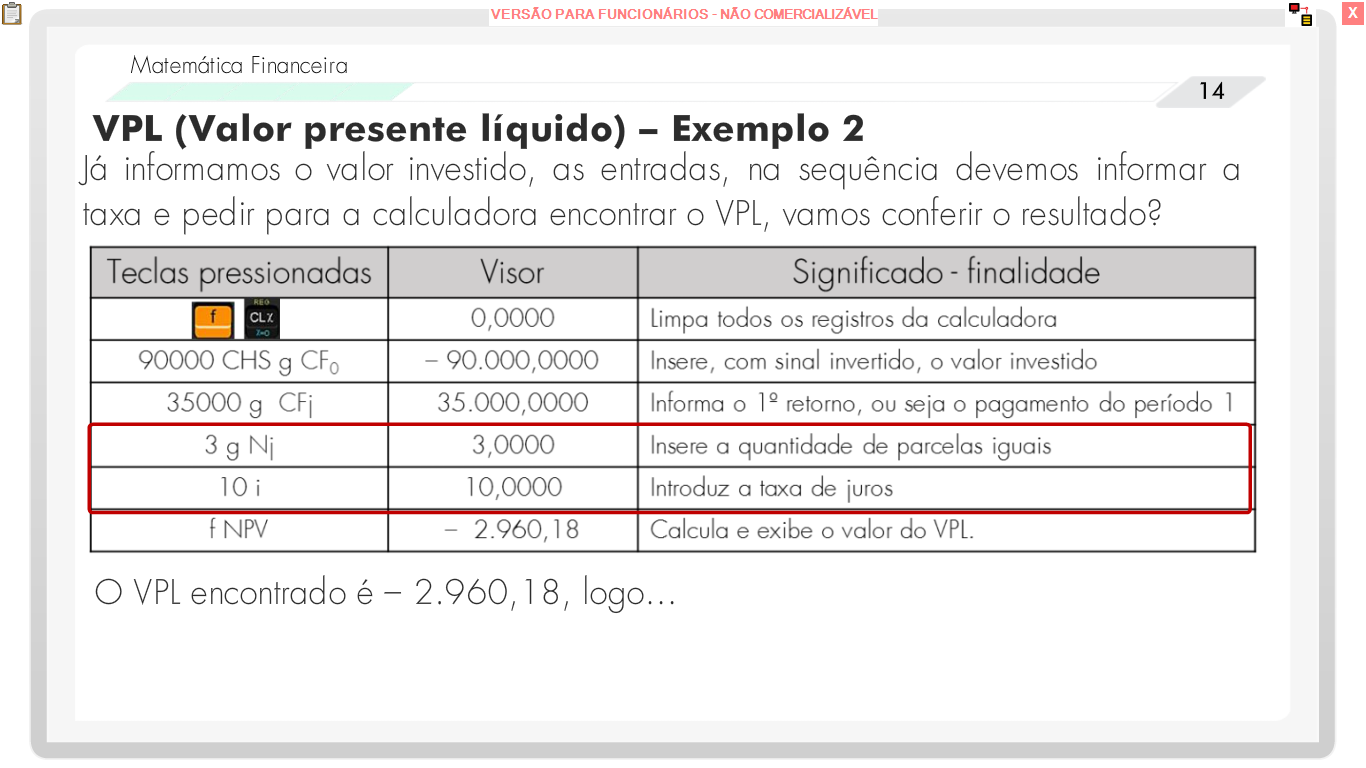 VERSÃO PARA FUNCIONÁRIOS - NÃO COMERCIALIZÁVEL
X
Matemática Financeira
14
VPL (Valor presente líquido) – Exemplo 2
Já informamos o valor investido, as entradas, na sequência devemos informar a
taxa e pedir para a calculadora encontrar o VPL, vamos conferir o resultado?
Teclas pressionadas Visor Significado - finalidade
f REG CLX X=0 0,0000 Limpa todos os registros da calculadora
90000 CHS g CF₀ – 90.000,0000 Insere, com sinal invertido, o valor investido
35000 g CFj 35.000,0000 Informa o 1º retorno, ou seja o pagamento do período 1
3 g Nj 3,0000 Insere a quantidade de parcelas iguais
10 i 10,0000 Introduz a taxa de juros
f NPV – 2.960,18 Calcula e exibe o valor do VPL.
O VPL encontrado é – 2.960,18, logo...